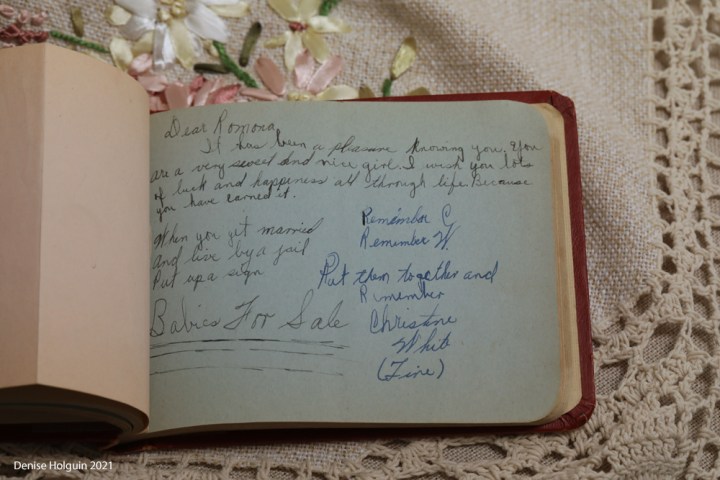 Dear Romona
It has been a pleasure knowing you. You
are a very sweet and nice girl. I wish you lots
of luck and happiness all through life. Because
you have earned it.
When you get married
And live by a jail
Put up a sign
Babies For Sale
Remember C
Remember W.
Put them together and
Remember
Christine
White
(Tine)
Denise Holguin 2021